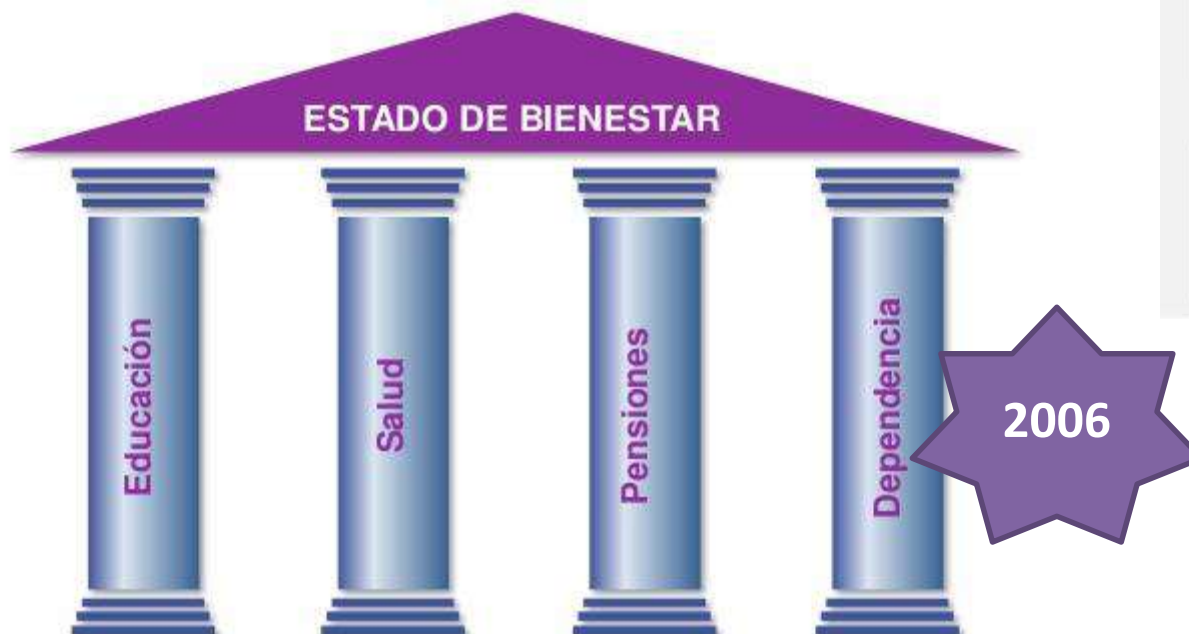 ESTADO DE BIENESTAR
Educación
Salud
Pensiones
Dependencia
2006